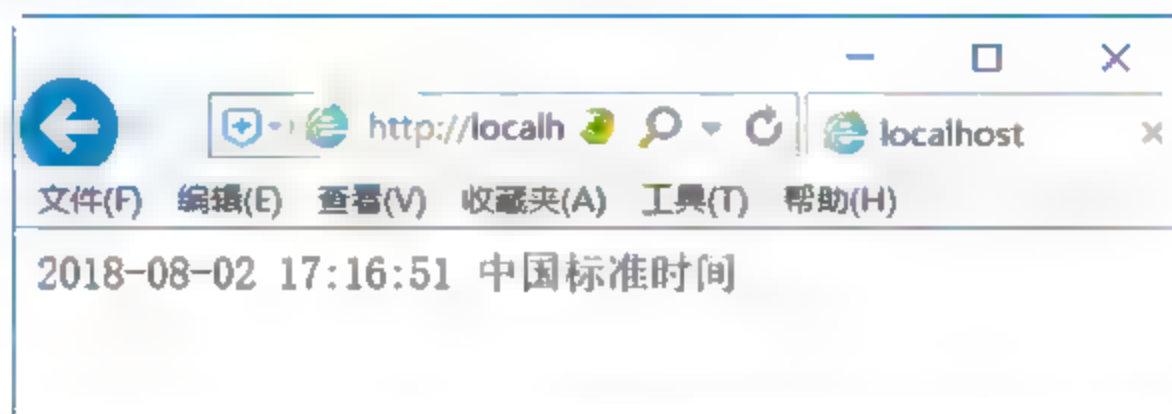 http://localh localhost
文件(F) 编辑(E) 查看(V) 收藏夹(A) 工具(T) 帮助(H)
2018-08-02 17:16:51 中国标准时间